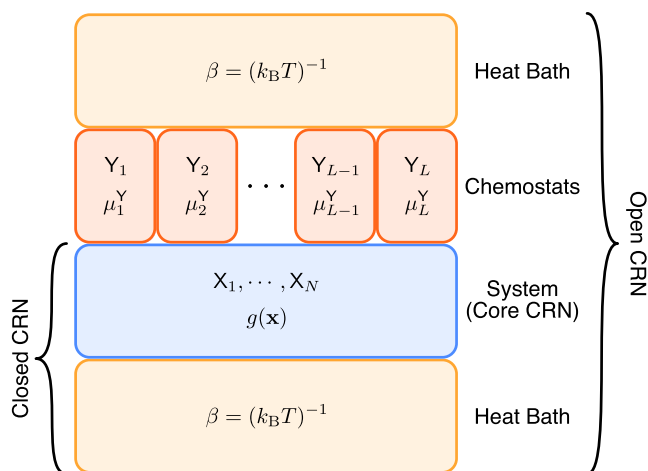 β = (k_B T)^{-1}
Heat Bath
Y_1
μ_1^Y
Y_2
μ_2^Y
· · ·
Y_{L−1}
μ_{L−1}^Y
Y_L
μ_L^Y
Chemostats
X_1, · · · , X_N
g(x)
System
(Core CRN)
β = (k_B T)^{-1}
Heat Bath
Closed CRN
Open CRN